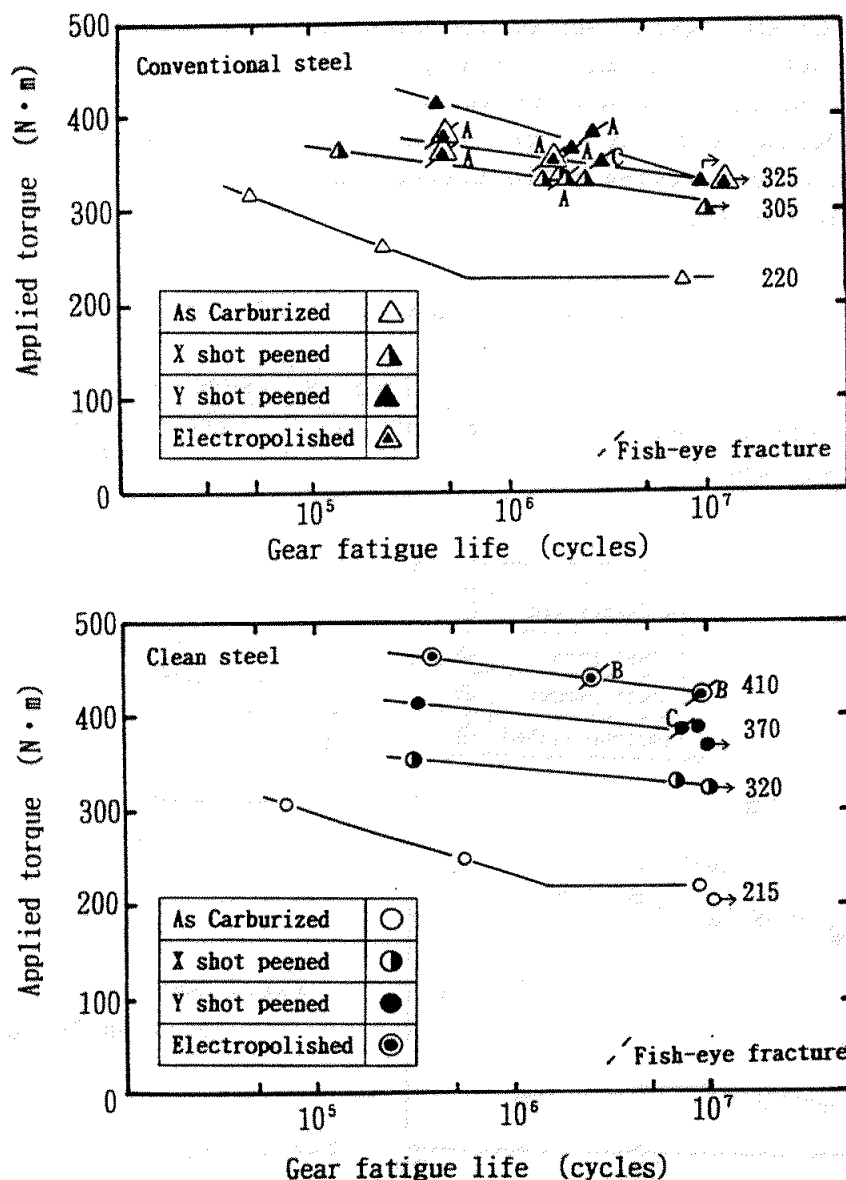 500
Conventional steel
400
300
200
100
0
Applied torque (N・m)
A
A
A
A
A
A
C
325
305
220
As Carburized
X shot peened
Y shot peened
Electropolished
Fish-eye fracture
10⁵
10⁶
10⁷
Gear fatigue life (cycles)
500
Clean steel
400
300
200
100
0
Applied torque (N・m)
B
B
C
410
370
320
215
As Carburized
X shot peened
Y shot peened
Electropolished
Fish-eye fracture
10⁵
10⁶
10⁷
Gear fatigue life (cycles)